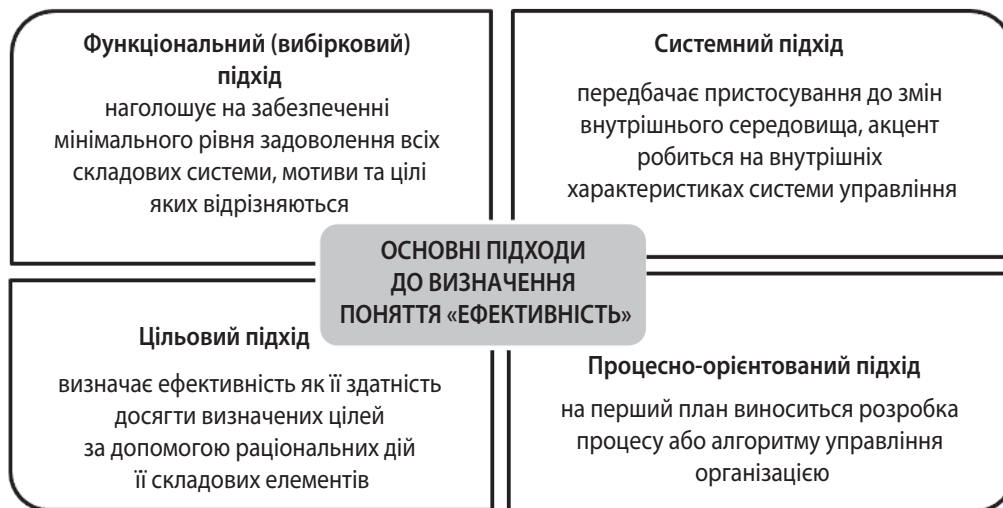 Функціональний (вибірковий)
підхід
наголошує на забезпеченні
мінімального рівня задоволення всіх
складових системи, мотиви та цілі
яких відрізняються
Системний підхід
передбачає пристосування до змін
внутрішнього середовища, акцент
робиться на внутрішніх
характеристиках системи управління
ОСНОВНІ ПІДХОДИ
ДО ВИЗНАЧЕННЯ
ПОНЯТТЯ «ЕФЕКТИВНІСТЬ»
Цільовий підхід
визначає ефективність як її здатність
досягти визначених цілей
за допомогою раціональних дій
її складових елементів
Процесно-орієнтований підхід
на перший план виноситься розробка
процесу або алгоритму управління
організацією